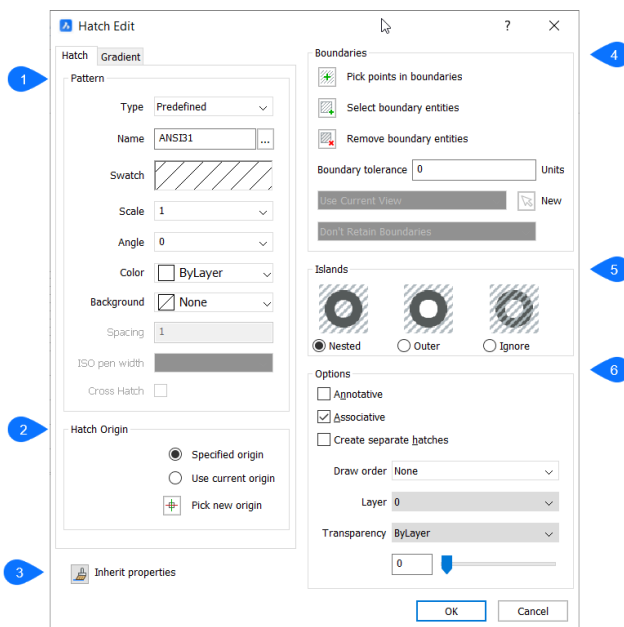 Hatch Edit
?
Hatch
Gradient
1
Pattern
Type
Predefined
Name
ANSI31
...
Swatch
Scale
1
Angle
0
Color
ByLayer
Background
None
Spacing
1
ISO pen width
Cross Hatch
2
Hatch Origin
Specified origin
Use current origin
Pick new origin
3
Inherit properties
Boundaries
4
Pick points in boundaries
Select boundary entities
Remove boundary entities
Boundary tolerance
0
Units
Use Current View
New
Don't Retain Boundaries
Islands
5
Nested
Outer
Ignore
6
Options
Annotative
Associative
Create separate hatches
Draw order
None
Layer
0
Transparency
ByLayer
0
OK
Cancel